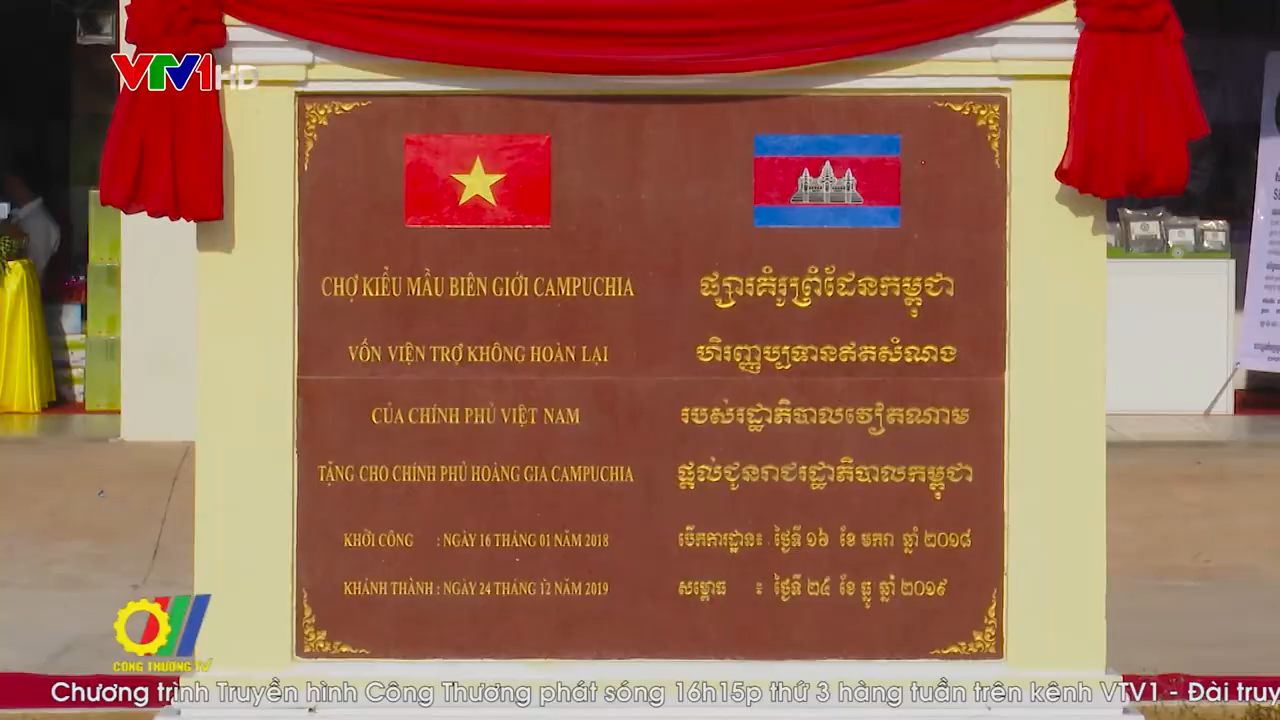 VTV1 HD
CHỢ KIỂU MẪU BIÊN GIỚI CAMPUCHIA
VỐN VIỆN TRỢ KHÔNG HOÀN LẠI
CỦA CHÍNH PHỦ VIỆT NAM
TẶNG CHO CHÍNH PHỦ HOÀNG GIA CAMPUCHIA
KHỞI CÔNG : NGÀY 16 THÁNG 01 NĂM 2018
KHÁNH THÀNH : NGÀY 24 THÁNG 12 NĂM 2019
ផ្សារគំរូព្រំដែនកម្ពុជា
ហិរញ្ញប្បទានឥតសំណង
របស់រដ្ឋាភិបាលវៀតណាម
ផ្តល់ជូនរាជរដ្ឋាភិបាលកម្ពុជា
បើកការដ្ឋាន៖ ថ្ងៃទី ១៦ ខែ មករា ឆ្នាំ ២០១៨
សម្ពោធ ៖ ថ្ងៃទី ២៤ ខែ ធ្នូ ឆ្នាំ ២០១៩
CÔNG THƯƠNG TV
Chương trình Truyền hình Công Thương phát sóng 16h15p thứ 3 hàng tuần trên kênh VTV1 - Đài truy